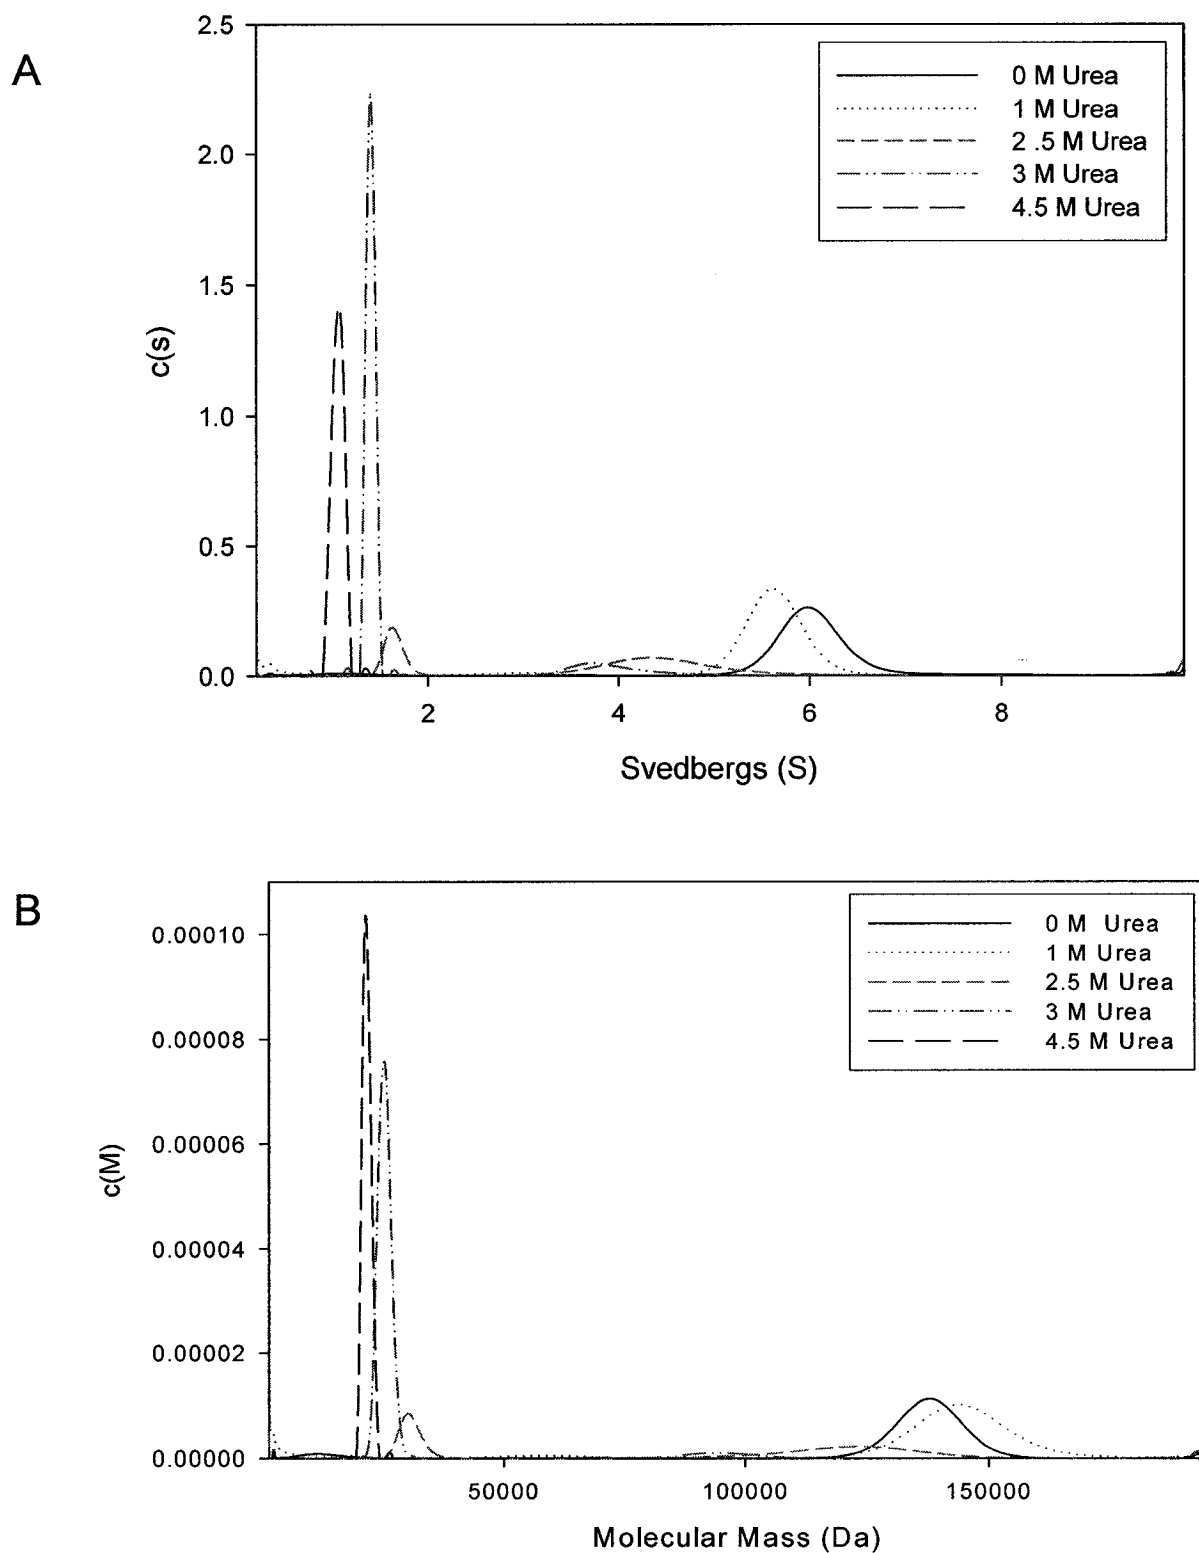 A
2.5
2.0
1.5
1.0
0.5
0.0
c(s)
0 M Urea
1 M Urea
2 .5 M Urea
3 M Urea
4.5 M Urea
2
4
6
8
Svedbergs (S)
B
0.00010
0.00008
0.00006
0.00004
0.00002
0.00000
c(M)
0 M Urea
1 M Urea
2.5 M Urea
3 M Urea
4.5 M Urea
50000
100000
150000
Molecular Mass (Da)